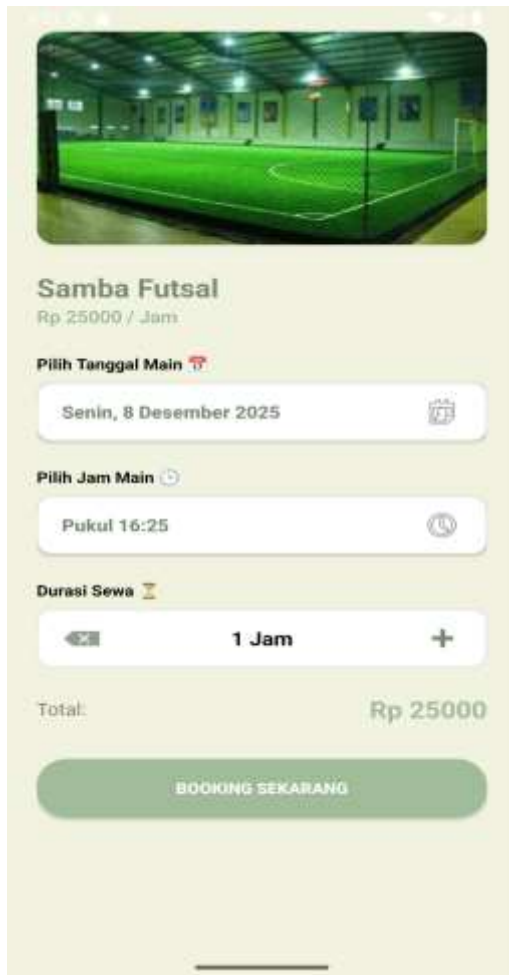 Samba Futsal
Rp 25000 / Jam
Pilih Tanggal Main 📅
Senin, 8 Desember 2025
Pilih Jam Main 🕒
Pukul 16:25
Durasi Sewa ⏳
1 Jam
Total:
Rp 25000
BOOKING SEKARANG